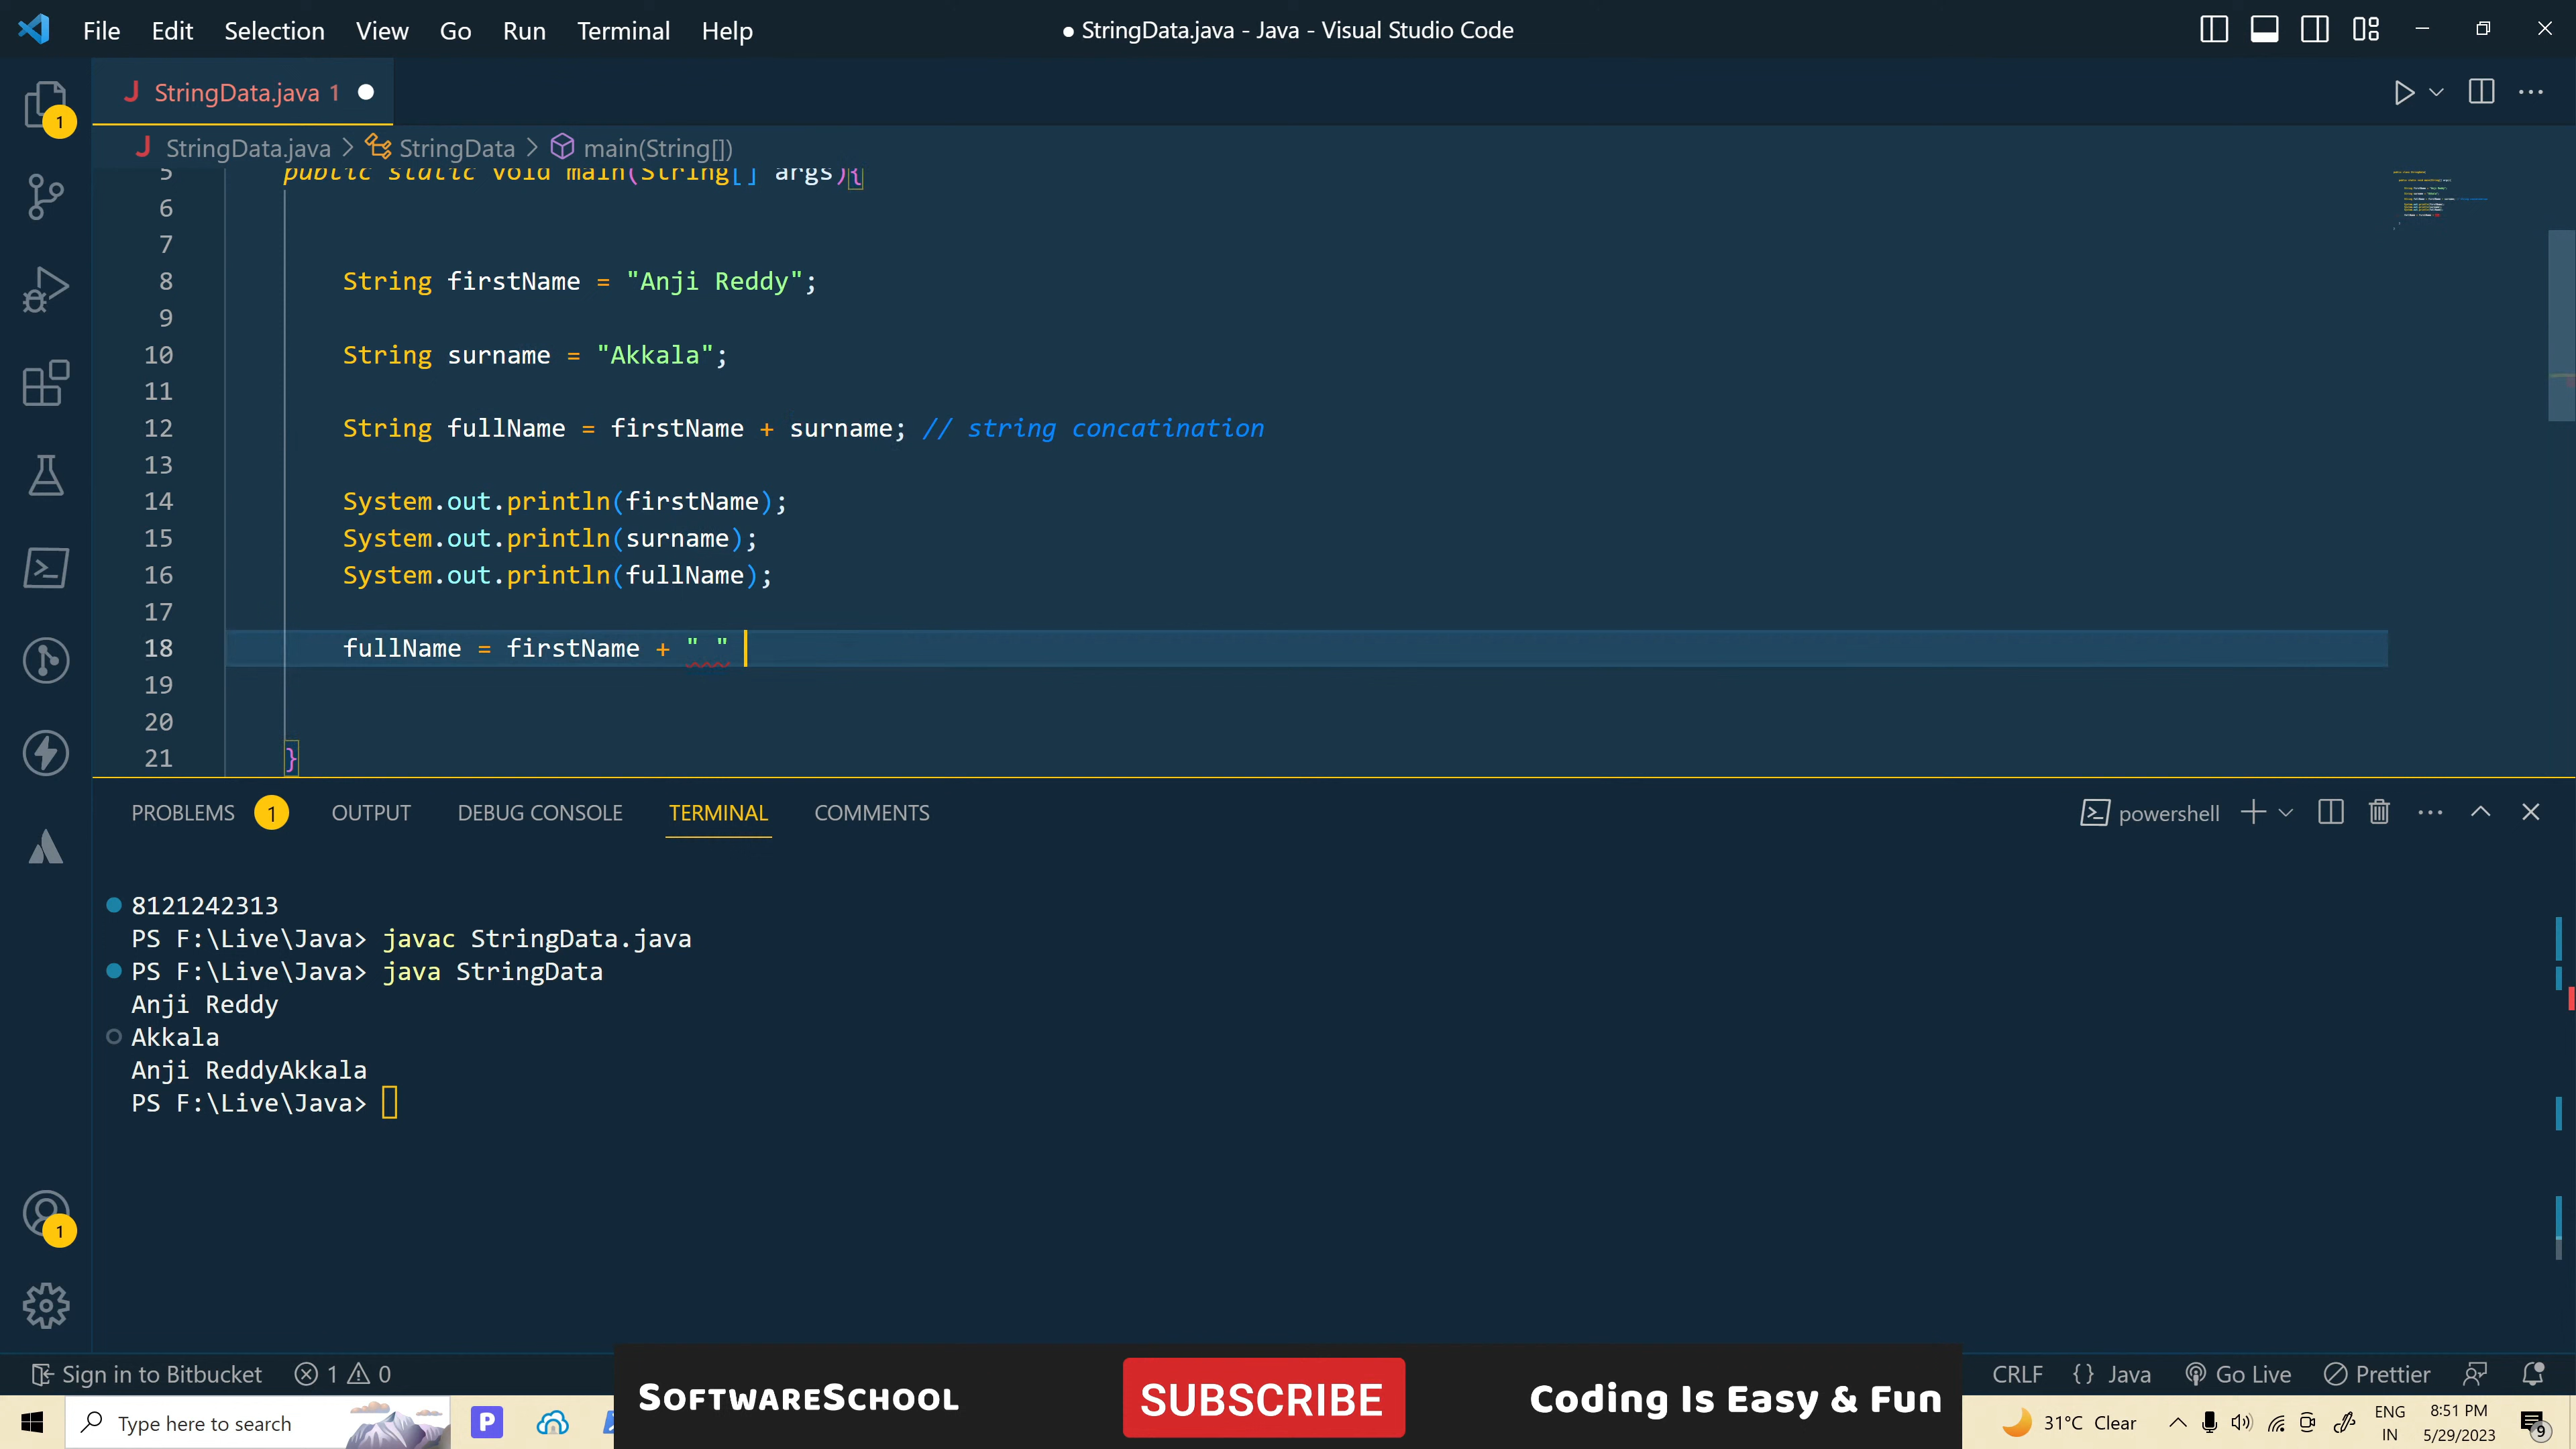 File Edit Selection View Go Run Terminal Help
● StringData.java - Java - Visual Studio Code
J StringData.java 1
1
J StringData.java > StringData > main(String[])
5 public static void main(String[] args){
6
7
8 String firstName = "Anji Reddy";
9
10 String surname = "Akkala";
11
12 String fullName = firstName + surname; // string concatination
13
14 System.out.println(firstName);
15 System.out.println(surname);
16 System.out.println(fullName);
17
18 fullName = firstName + " "
19
20
21 }
PROBLEMS 1 OUTPUT DEBUG CONSOLE TERMINAL COMMENTS
powershell
8121242313
PS F:\Live\Java> javac StringData.java
PS F:\Live\Java> java StringData
Anji Reddy
Akkala
Anji ReddyAkkala
PS F:\Live\Java>
1
Sign in to Bitbucket 1 0
CRLF {} Java Go Live Prettier
SOFTWARESCHOOL
SUBSCRIBE
Coding Is Easy & Fun
Type here to search
P
31°C Clear
ENG
IN
8:51 PM
5/29/2023
9